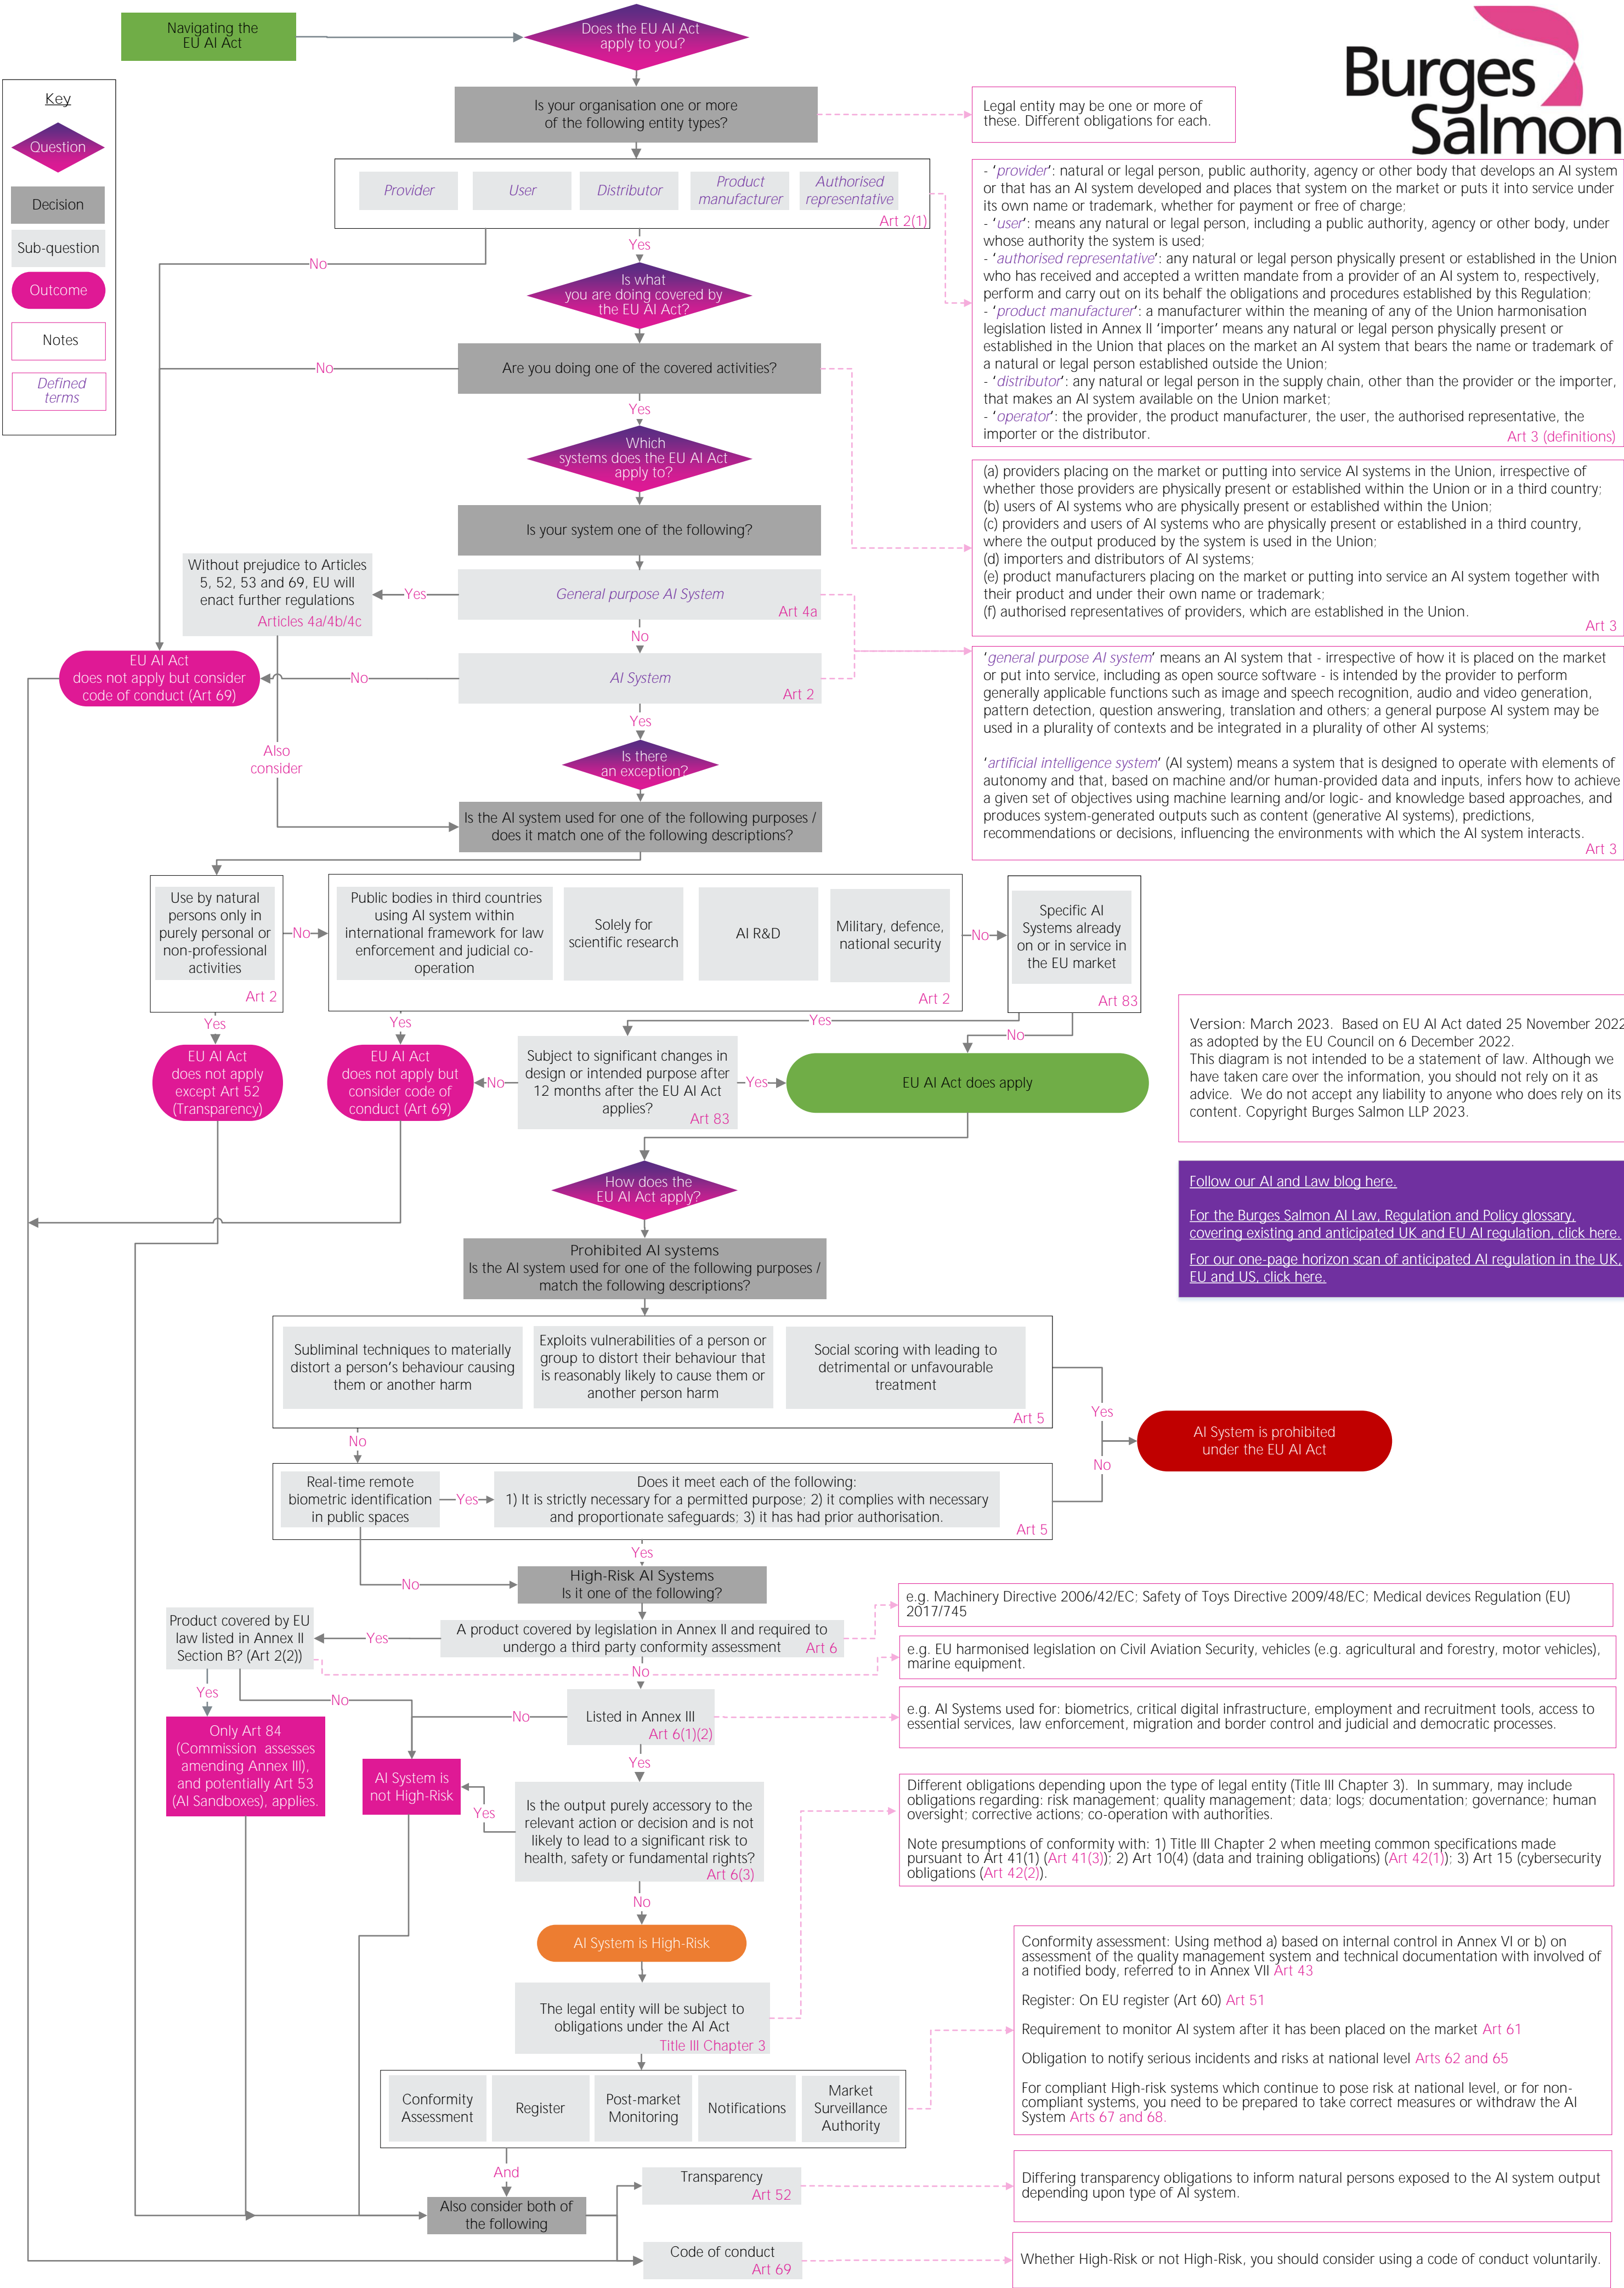 Navigating the
EU AI Act
Does the EU AI Act
apply to you?
Burges
Salmon
Key
Question
Decision
Sub-question
Outcome
Notes
Defined
terms
Is your organisation one or more
of the following entity types?
Legal entity may be one or more of
these. Different obligations for each.
Provider
User
Distributor
Product
manufacturer
Authorised
representative
Art 2(1)
- 'provider': natural or legal person, public authority, agency or other body that develops an AI system
or that has an AI system developed and places that system on the market or puts it into service under
its own name or trademark, whether for payment or free of charge;
- 'user': means any natural or legal person, including a public authority, agency or other body, under
whose authority the system is used;
- 'authorised representative': any natural or legal person physically present or established in the Union
who has received and accepted a written mandate from a provider of an AI system to, respectively,
perform and carry out on its behalf the obligations and procedures established by this Regulation;
- 'product manufacturer': a manufacturer within the meaning of any of the Union harmonisation
legislation listed in Annex II 'importer' means any natural or legal person physically present or
established in the Union that places on the market an AI system that bears the name or trademark of
a natural or legal person established outside the Union;
- 'distributor': any natural or legal person in the supply chain, other than the provider or the importer,
that makes an AI system available on the Union market;
- 'operator': the provider, the product manufacturer, the user, the authorised representative, the
importer or the distributor.
Art 3 (definitions)
No
Yes
Is what
you are doing covered by
the EU AI Act?
No
Are you doing one of the covered activities?
Yes
Which
systems does the EU AI Act
apply to?
(a) providers placing on the market or putting into service AI systems in the Union, irrespective of
whether those providers are physically present or established within the Union or in a third country;
(b) users of AI systems who are physically present or established within the Union;
(c) providers and users of AI systems who are physically present or established in a third country,
where the output produced by the system is used in the Union;
(d) importers and distributors of AI systems;
(e) product manufacturers placing on the market or putting into service an AI system together with
their product and under their own name or trademark;
(f) authorised representatives of providers, which are established in the Union.
Art 3
Is your system one of the following?
Without prejudice to Articles
5, 52, 53 and 69, EU will
enact further regulations
Articles 4a/4b/4c
Yes
General purpose AI System
Art 4a
No
EU AI Act
does not apply but consider
code of conduct (Art 69)
No
AI System
Art 2
Yes
'general purpose AI system' means an AI system that - irrespective of how it is placed on the market
or put into service, including as open source software - is intended by the provider to perform
generally applicable functions such as image and speech recognition, audio and video generation,
pattern detection, question answering, translation and others; a general purpose AI system may be
used in a plurality of contexts and be integrated in a plurality of other AI systems;
'artificial intelligence system' (AI system) means a system that is designed to operate with elements of
autonomy and that, based on machine and/or human-provided data and inputs, infers how to achieve
a given set of objectives using machine learning and/or logic- and knowledge based approaches, and
produces system-generated outputs such as content (generative AI systems), predictions,
recommendations or decisions, influencing the environments with which the AI system interacts.
Art 3
Also
consider
Is there
an exception?
Is the AI system used for one of the following purposes /
does it match one of the following descriptions?
Use by natural
persons only in
purely personal or
non-professional
activities
Art 2
No
Public bodies in third countries
using AI system within
international framework for law
enforcement and judicial co-
operation
Solely for
scientific research
AI R&D
Military, defence,
national security
Art 2
No
Specific AI
Systems already
on or in service in
the EU market
Art 83
Yes
Yes
Yes
No
EU AI Act
does not apply
except Art 52
(Transparency)
EU AI Act
does not apply but
consider code of
conduct (Art 69)
No
Subject to significant changes in
design or intended purpose after
12 months after the EU AI Act
applies?
Art 83
Yes
EU AI Act does apply
Version: March 2023. Based on EU AI Act dated 25 November 2022
as adopted by the EU Council on 6 December 2022.
This diagram is not intended to be a statement of law. Although we
have taken care over the information, you should not rely on it as
advice. We do not accept any liability to anyone who does rely on its
content. Copyright Burges Salmon LLP 2023.
Follow our AI and Law blog here.
For the Burges Salmon AI Law, Regulation and Policy glossary,
covering existing and anticipated UK and EU AI regulation, click here.
For our one-page horizon scan of anticipated AI regulation in the UK,
EU and US, click here.
How does the
EU AI Act apply?
Prohibited AI systems
Is the AI system used for one of the following purposes /
match the following descriptions?
Subliminal techniques to materially
distort a person's behaviour causing
them or another harm
Exploits vulnerabilities of a person or
group to distort their behaviour that
is reasonably likely to cause them or
another person harm
Social scoring with leading to
detrimental or unfavourable
treatment
Art 5
Yes
No
AI System is prohibited
under the EU AI Act
No
Real-time remote
biometric identification
in public spaces
Yes
Does it meet each of the following:
1) It is strictly necessary for a permitted purpose; 2) it complies with necessary
and proportionate safeguards; 3) it has had prior authorisation.
Art 5
Yes
No
High-Risk AI Systems
Is it one of the following?
e.g. Machinery Directive 2006/42/EC; Safety of Toys Directive 2009/48/EC; Medical devices Regulation (EU)
2017/745
Product covered by EU
law listed in Annex II
Section B? (Art 2(2))
Yes
A product covered by legislation in Annex II and required to
undergo a third party conformity assessment
Art 6
e.g. EU harmonised legislation on Civil Aviation Security, vehicles (e.g. agricultural and forestry, motor vehicles),
marine equipment.
No
Yes
No
No
Listed in Annex III
Art 6(1)(2)
e.g. AI Systems used for: biometrics, critical digital infrastructure, employment and recruitment tools, access to
essential services, law enforcement, migration and border control and judicial and democratic processes.
Only Art 84
(Commission assesses
amending Annex III),
and potentially Art 53
(AI Sandboxes), applies.
AI System is
not High-Risk
Yes
Yes
Is the output purely accessory to the
relevant action or decision and is not
likely to lead to a significant risk to
health, safety or fundamental rights?
Art 6(3)
Different obligations depending upon the type of legal entity (Title III Chapter 3). In summary, may include
obligations regarding: risk management; quality management; data; logs; documentation; governance; human
oversight; corrective actions; co-operation with authorities.
Note presumptions of conformity with: 1) Title III Chapter 2 when meeting common specifications made
pursuant to Art 41(1) (Art 41(3)); 2) Art 10(4) (data and training obligations) (Art 42(1)); 3) Art 15 (cybersecurity
obligations (Art 42(2)).
No
AI System is High-Risk
The legal entity will be subject to
obligations under the AI Act
Title III Chapter 3
Conformity assessment: Using method a) based on internal control in Annex VI or b) on
assessment of the quality management system and technical documentation with involved of
a notified body, referred to in Annex VII Art 43
Register: On EU register (Art 60) Art 51
Requirement to monitor AI system after it has been placed on the market Art 61
Obligation to notify serious incidents and risks at national level Arts 62 and 65
For compliant High-risk systems which continue to pose risk at national level, or for non-
compliant systems, you need to be prepared to take correct measures or withdraw the AI
System Arts 67 and 68.
Conformity
Assessment
Register
Post-market
Monitoring
Notifications
Market
Surveillance
Authority
And
Also consider both of
the following
Transparency
Art 52
Differing transparency obligations to inform natural persons exposed to the AI system output
depending upon type of AI system.
Code of conduct
Art 69
Whether High-Risk or not High-Risk, you should consider using a code of conduct voluntarily.